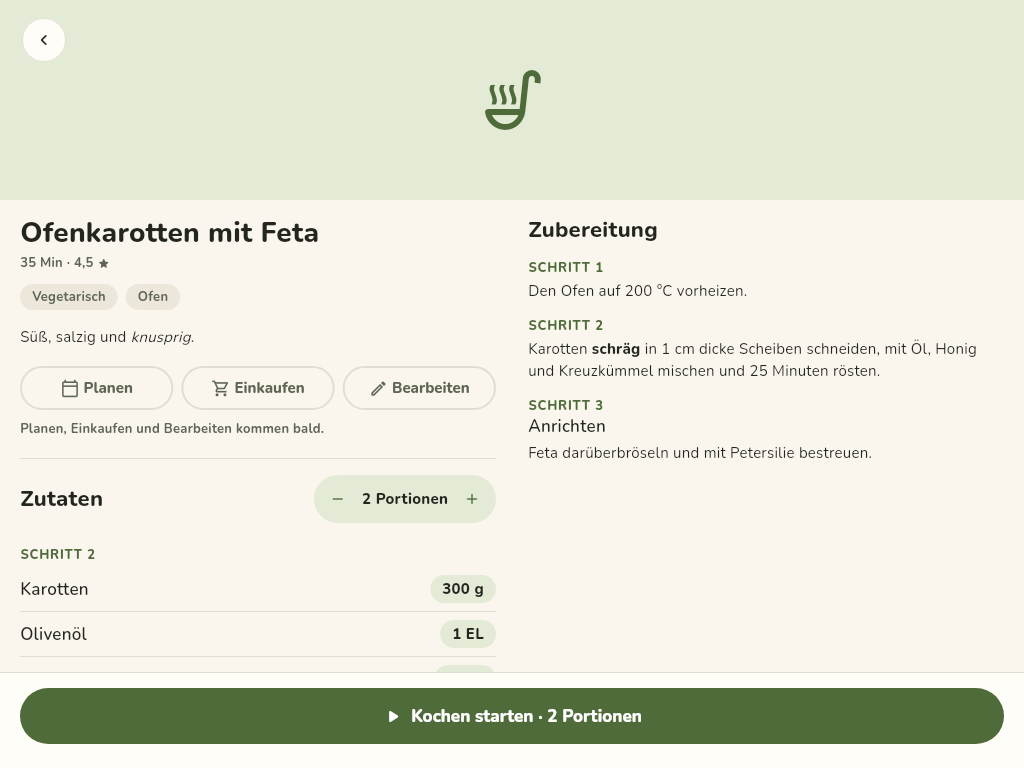 Ofenkarotten mit Feta
35 Min · 4,5 ★
Vegetarisch
Ofen
Süß, salzig und knusprig.
Planen
Einkaufen
Bearbeiten
Planen, Einkaufen und Bearbeiten kommen bald.
Zutaten
− 2 Portionen +
SCHRITT 2
Karotten 300 g
Olivenöl 1 EL
Zubereitung
SCHRITT 1
Den Ofen auf 200 °C vorheizen.
SCHRITT 2
Karotten schräg in 1 cm dicke Scheiben schneiden, mit Öl, Honig
und Kreuzkümmel mischen und 25 Minuten rösten.
SCHRITT 3
Anrichten
Feta darüberbröseln und mit Petersilie bestreuen.
Kochen starten · 2 Portionen